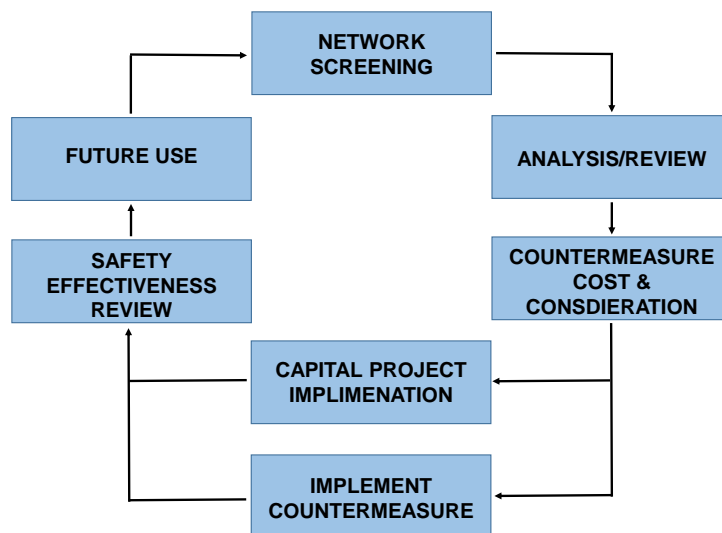 NETWORK
SCREENING
FUTURE USE
ANALYSIS/REVIEW
SAFETY
EFFECTIVENESS
REVIEW
COUNTERMEASURE
COST &
CONSDIERATION
CAPITAL PROJECT
IMPLIMENATION
IMPLEMENT
COUNTERMEASURE